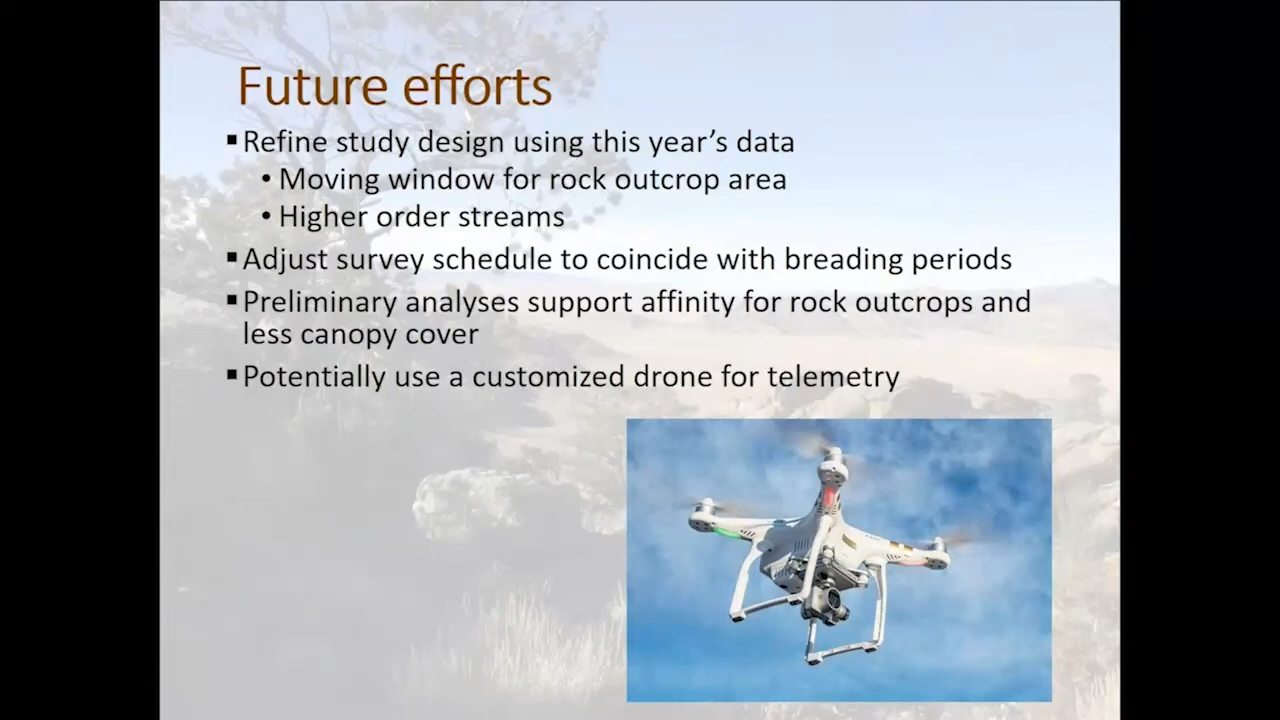 Future efforts
▪Refine study design using this year's data
• Moving window for rock outcrop area
• Higher order streams
▪Adjust survey schedule to coincide with breading periods
▪Preliminary analyses support affinity for rock outcrops and
less canopy cover
▪Potentially use a customized drone for telemetry